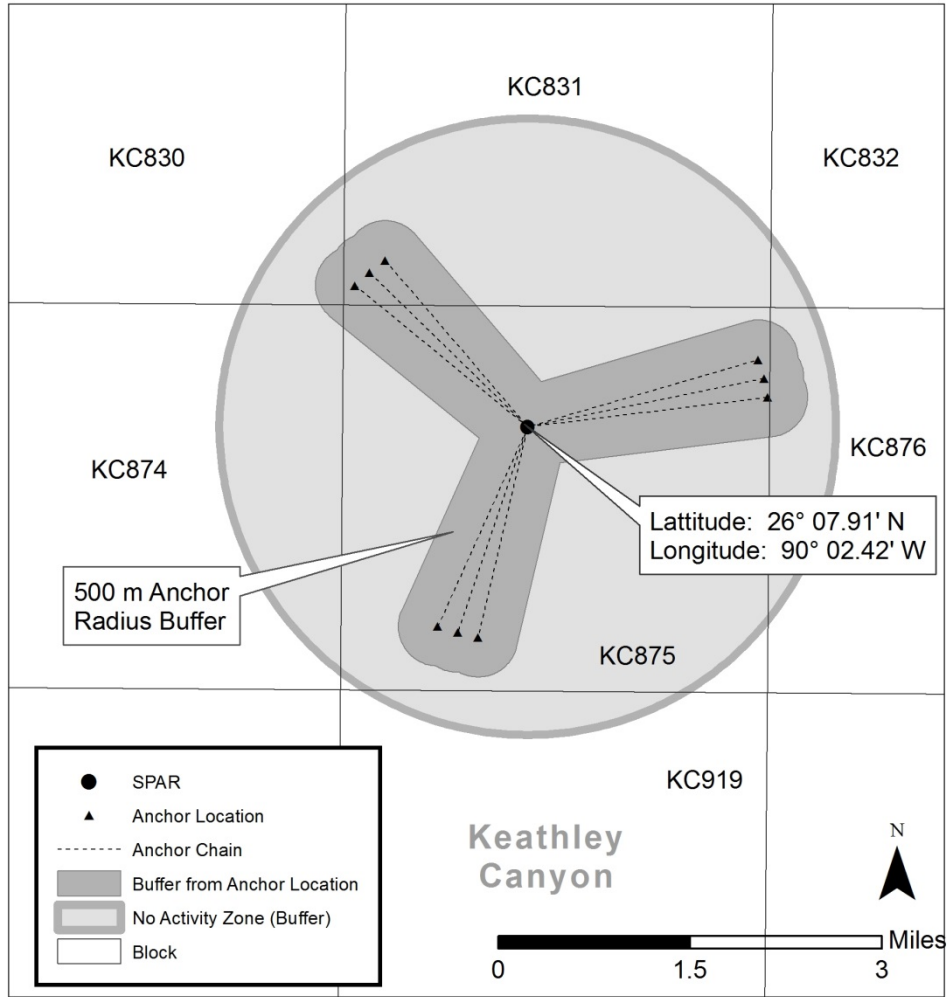 KC831
KC830
KC832
KC874
KC876
Lattitude: 26° 07.91' N
Longitude: 90° 02.42' W
500 m Anchor
Radius Buffer
KC875
KC919
Keathley
Canyon
SPAR
Anchor Location
Anchor Chain
Buffer from Anchor Location
No Activity Zone (Buffer)
Block
N
Miles
0 1.5 3